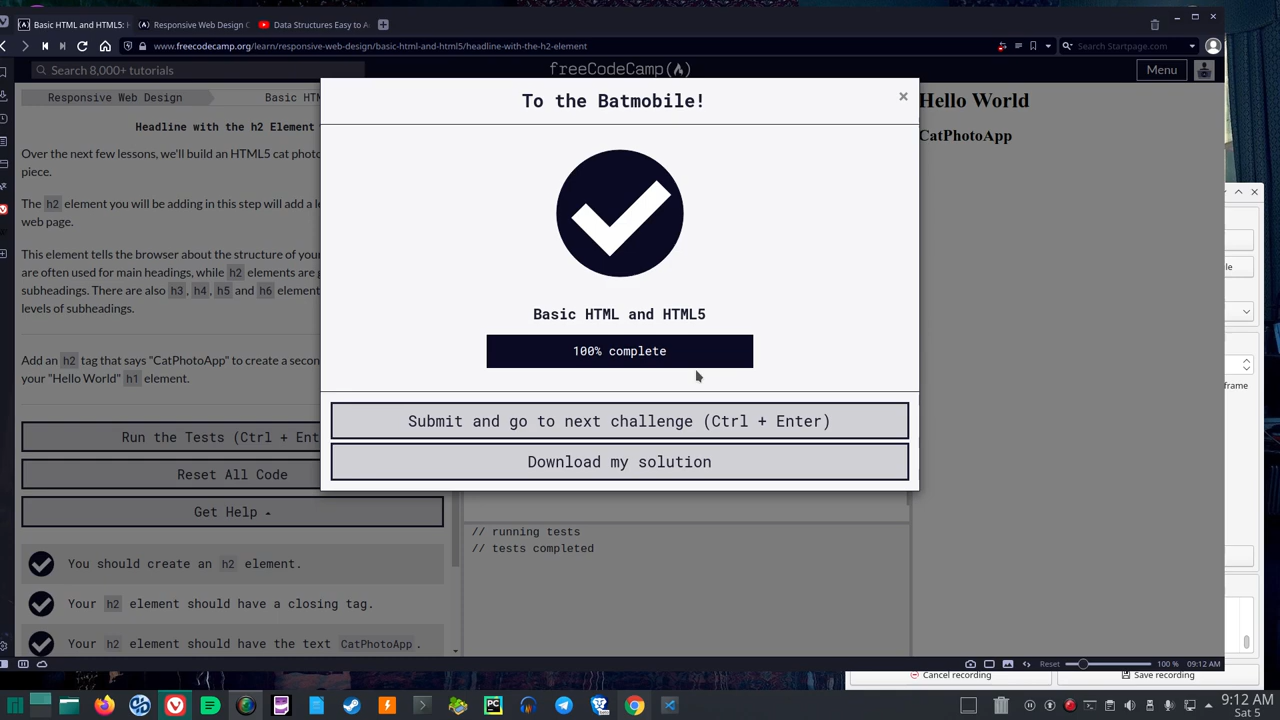 Basic HTML and HTML5:
Responsive Web Design C
Data Structures Easy to A
www.freecodecamp.org/learn/responsive-web-design/basic-html-and-html5/headline-with-the-h2-element
Search Startpage.com
Search 8,000+ tutorials
freeCodeCamp
Menu
Responsive Web Design
Basic HTM
Headline with the h2 Element
Over the next few lessons, we'll build an HTML5 cat photo
piece.
The h2 element you will be adding in this step will add a le
web page.
This element tells the browser about the structure of your
are often used for main headings, while h2 elements are g
subheadings. There are also h3, h4, h5 and h6 element
levels of subheadings.
Add an h2 tag that says "CatPhotoApp" to create a secon
your "Hello World" h1 element.
Run the Tests (Ctrl + Ent
Reset All Code
Get Help
You should create an h2 element.
Your h2 element should have a closing tag.
Your h2 element should have the text CatPhotoApp.
To the Batmobile!
×
Basic HTML and HTML5
100% complete
Submit and go to next challenge (Ctrl + Enter)
Download my solution
// running tests
// tests completed
Hello World
CatPhotoApp
le
frame
Reset
100 %
09:12 AM
Cancel recording
Save recording
9:12 AM
Sat 5